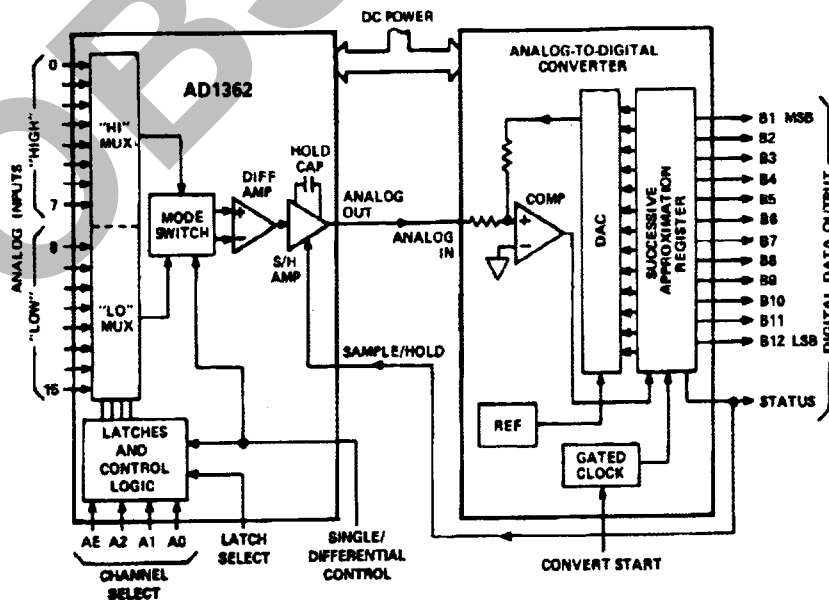 DC POWER
AD1362
ANALOG-TO-DIGITAL
CONVERTER
ANALOG INPUTS
"HIGH"
"LOW"
0
7
8
15
"HI"
MUX
"LO"
MUX
MODE
SWITCH
DIFF
AMP
HOLD
CAP
S/H
AMP
ANALOG
OUT
ANALOG
IN
COMP
DAC
SUCCESSIVE
APPROXIMATION
REGISTER
B1 MSB
B2
B3
B4
B5
B6
B7
B8
B9
B10
B11
B12 LSB
DIGITAL DATA OUTPUT
STATUS
SAMPLE/HOLD
REF
GATED
CLOCK
LATCHES
AND
CONTROL
LOGIC
AE A2 A1 A0
CHANNEL
SELECT
LATCH
SELECT
SINGLE/
DIFFERENTIAL
CONTROL
CONVERT START